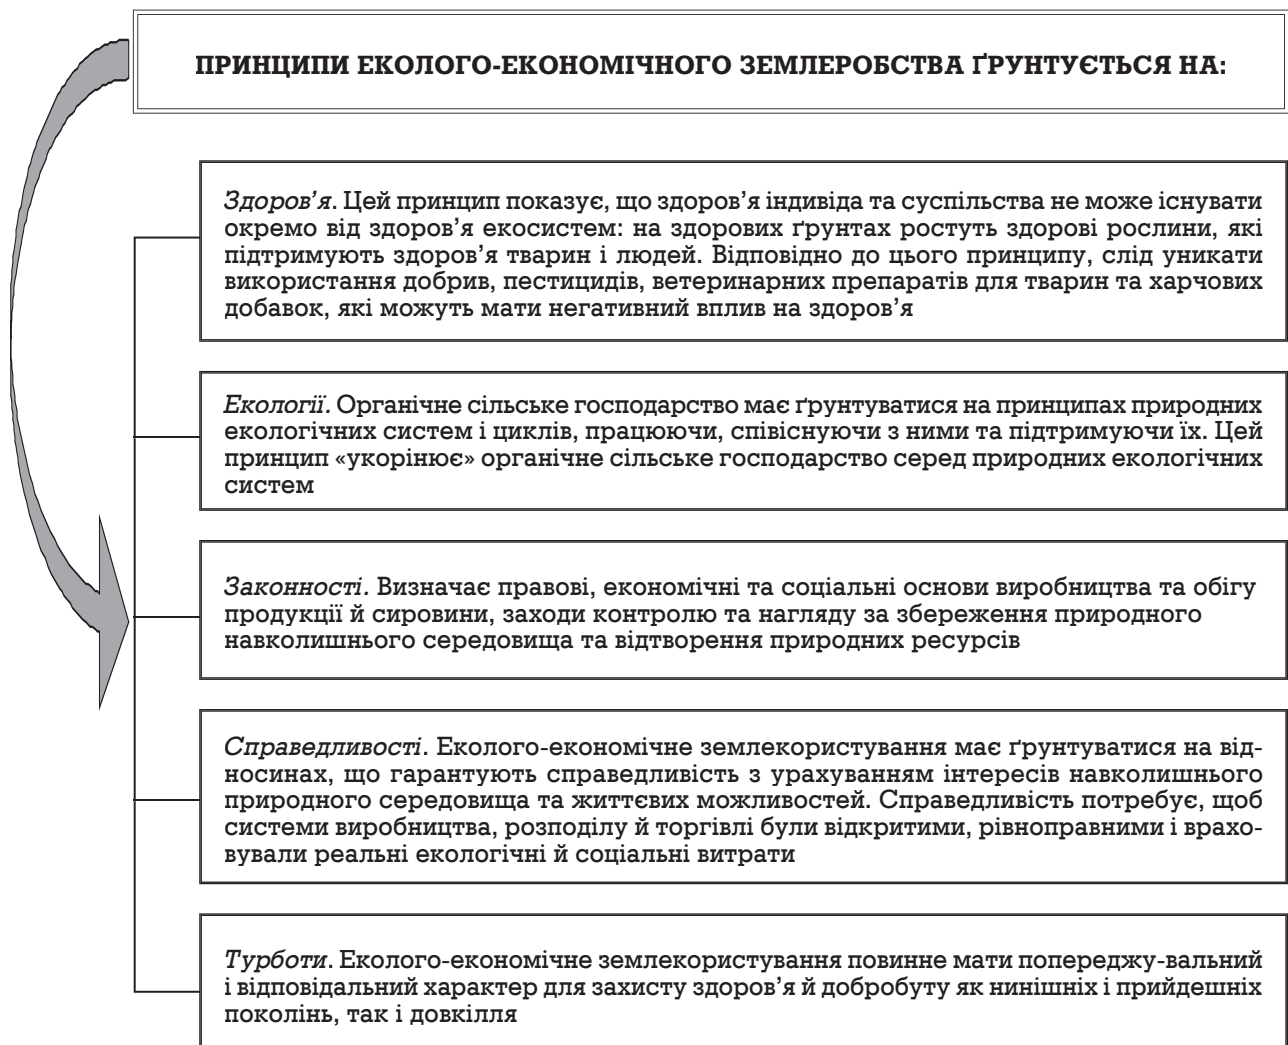 ПРИНЦИПИ ЕКОЛОГО-ЕКОНОМІЧНОГО ЗЕМЛЕРОБСТВА ҐРУНТУЄТЬСЯ НА:
Здоров’я. Цей принцип показує, що здоров’я індивіда та суспільства не може існувати
окремо від здоров’я екосистем: на здорових ґрунтах ростуть здорові рослини, які
підтримують здоров’я тварин і людей. Відповідно до цього принципу, слід уникати
використання добрив, пестицидів, ветеринарних препаратів для тварин та харчових
добавок, які можуть мати негативний вплив на здоров’я
Екології. Органічне сільське господарство має ґрунтуватися на принципах природних
екологічних систем і циклів, працюючи, співіснуючи з ними та підтримуючи їх. Цей
принцип «укорінює» органічне сільське господарство серед природних екологічних
систем
Законності. Визначає правові, економічні та соціальні основи виробництва та обігу
продукції й сировини, заходи контролю та нагляду за збереження природного
навколишнього середовища та відтворення природних ресурсів
Справедливості. Еколого-економічне землекористування має ґрунтуватися на від-
носинах, що гарантують справедливість з урахуванням інтересів навколишнього
природного середовища та життєвих можливостей. Справедливість потребує, щоб
системи виробництва, розподілу й торгівлі були відкритими, рівноправними і врахо-
вували реальні екологічні й соціальні витрати
Турботи. Еколого-економічне землекористування повинне мати попереджу-вальний
і відповідальний характер для захисту здоров’я й добробуту як нинішніх і прийдешніх
поколінь, так і довкілля